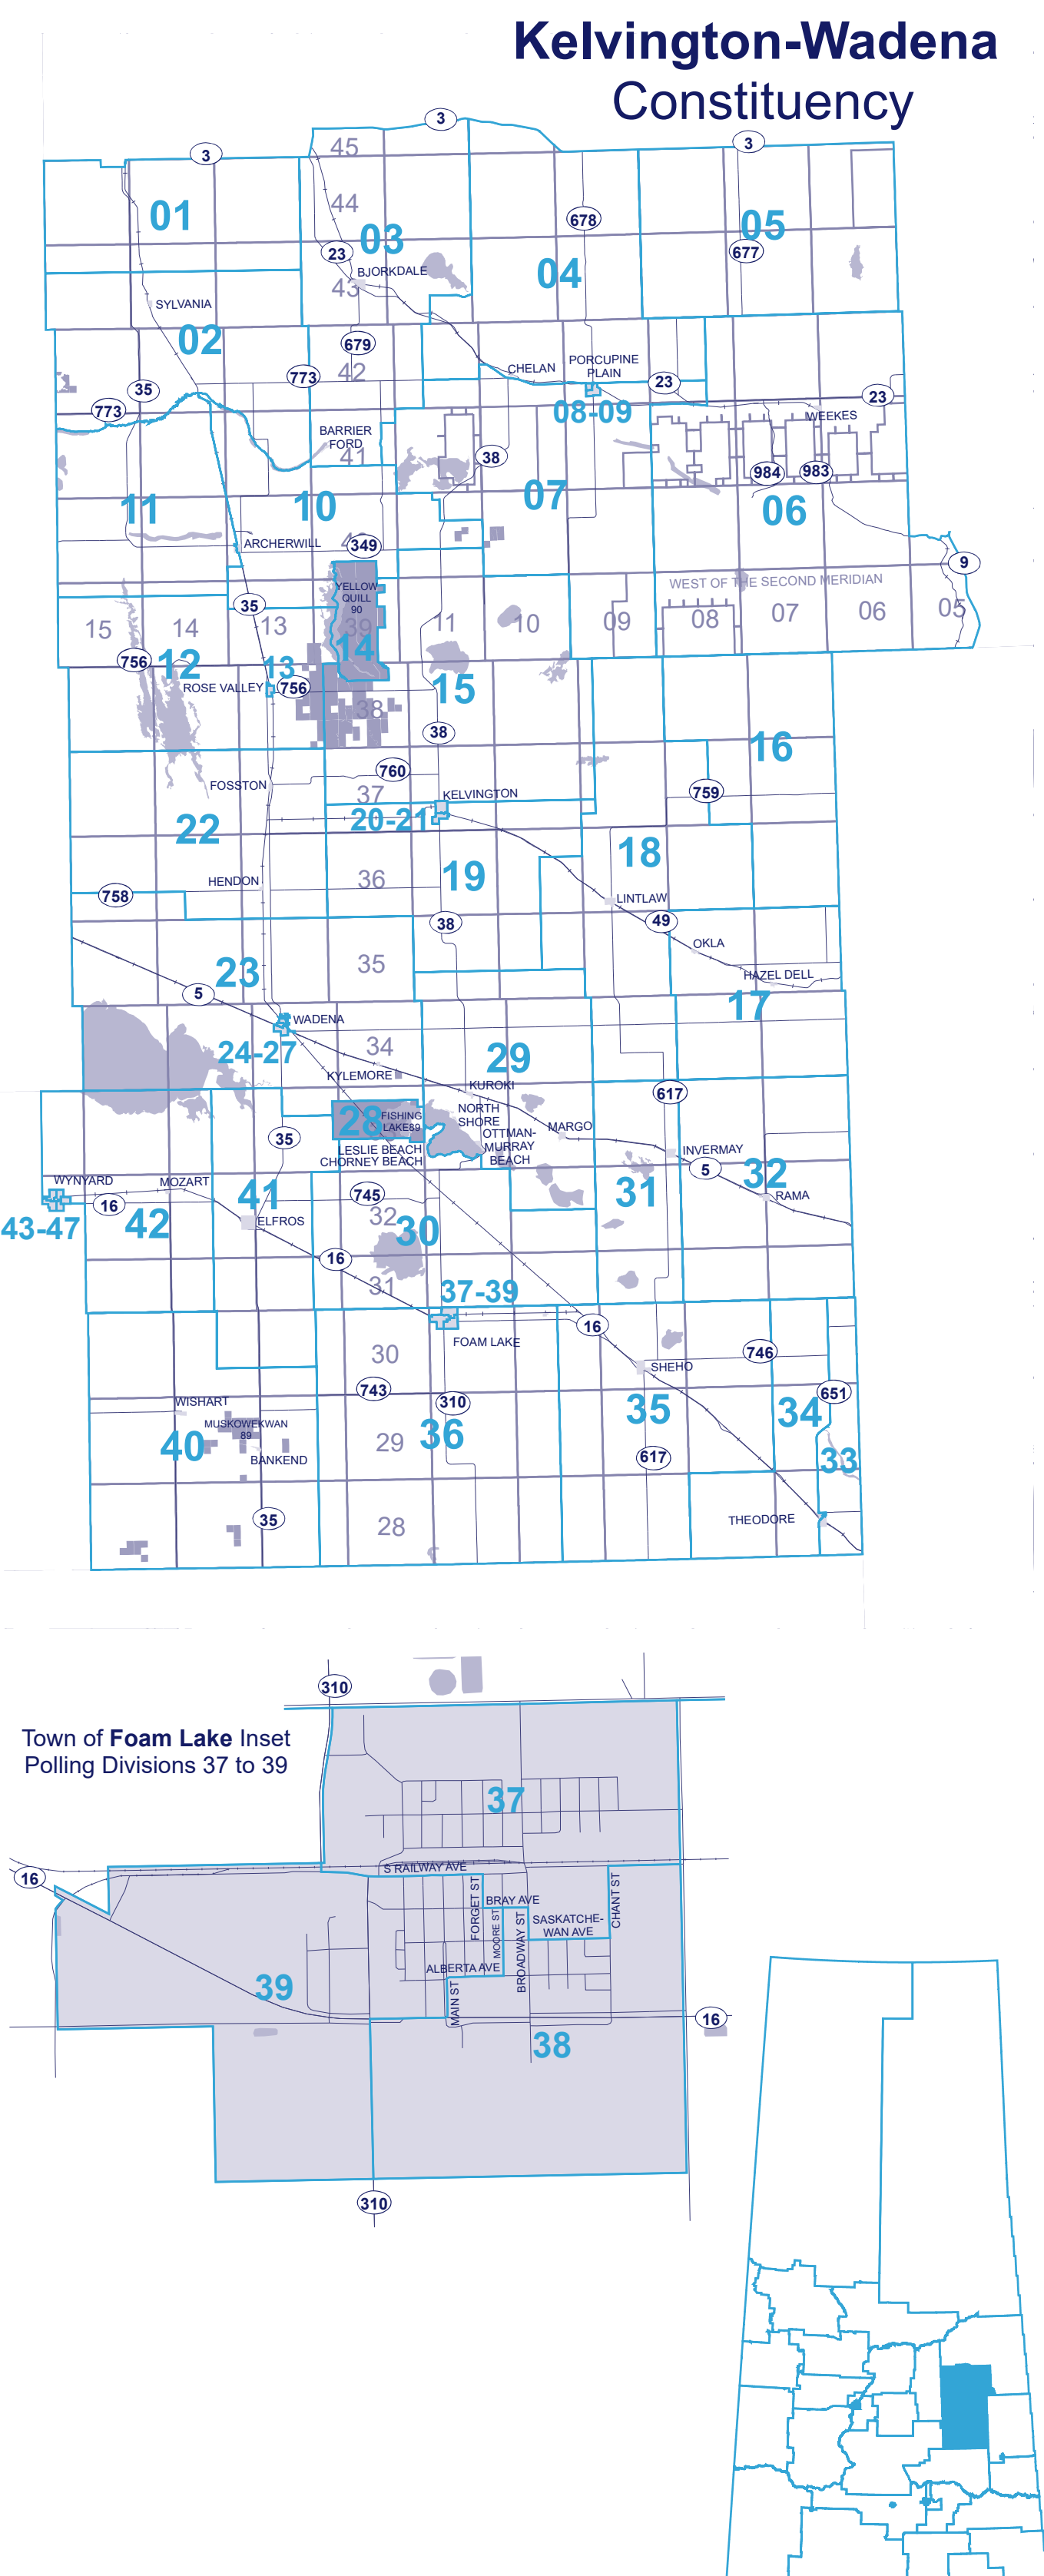 Kelvington-Wadena
Constituency
3
3
3
45
01
44
678
05
03
23
677
BJORKDALE
04
43
SYLVANIA
02
679
CHELAN
PORCUPINE
PLAIN
773
42
23
35
23
773
08-09
WEEKES
BARRIER
FORD
41
38
984
983
11
10
07
06
ARCHERWILL
349
9
YELLOW
QUILL
90
WEST OF THE SECOND MERIDIAN
35
15
14
13
39
11
10
09
08
07
06
05
756
12
13
14
ROSE VALLEY
756
15
38
38
16
760
FOSSTON
37
KELVINGTON
759
20-21
22
18
HENDON
36
19
758
LINTLAW
38
49
OKLA
35
23
HAZEL DELL
5
17
WADENA
24-27
34
29
KYLEMORE
KUROKI
617
28
FISHING
LAKE89
NORTH
SHORE
35
OTTMAN-
MURRAY
BEACH
MARGO
LESLIE BEACH
CHORNEY BEACH
INVERMAY
5
32
WYNYARD
MOZART
41
745
31
RAMA
16
43-47
42
ELFROS
32
30
16
31
37-39
16
FOAM LAKE
30
746
SHEHO
743
651
310
WISHART
35
34
MUSKOWEKWAN
89
40
29
36
BANKEND
617
33
35
28
THEODORE
310
Town of Foam Lake Inset
Polling Divisions 37 to 39
37
16
S RAILWAY AVE
FORGET ST
BRAY AVE
MOORE ST
BROADWAY ST
SASKATCHE-
WAN AVE
CHANT ST
ALBERTA AVE
39
MAIN ST
16
38
310